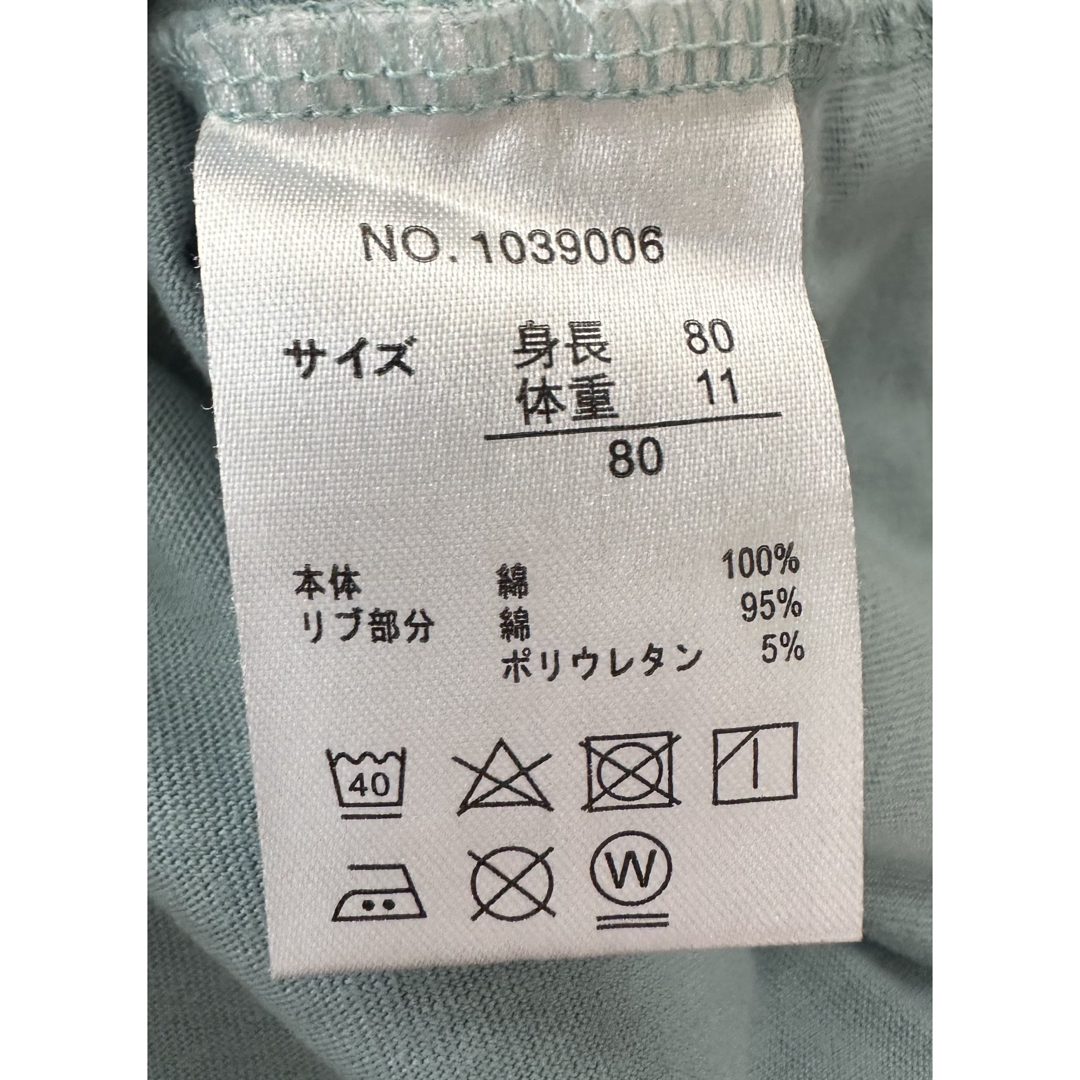 NO. 1039006
サイズ 身長 80
体重 11
80
本体 綿 100%
リブ部分 綿 95%
ポリウレタン 5%
40
W